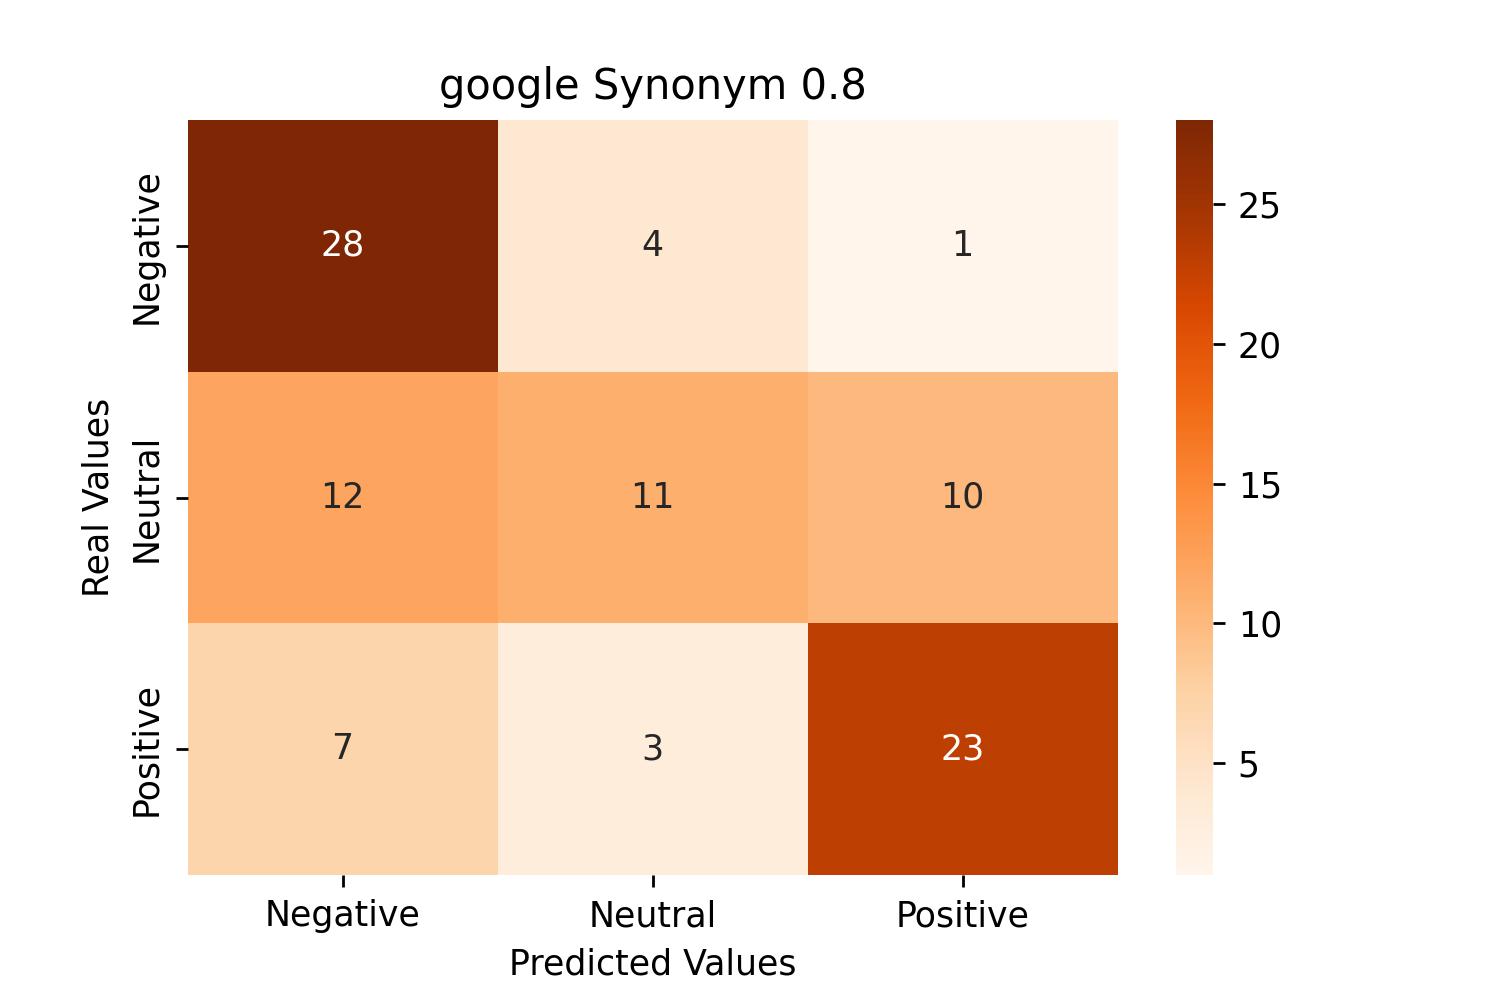 google Synonym 0.8
Real Values
Negative
28 4 1
25
20
Neutral
12 11 10
15
10
Positive
7 3 23
5
Negative Neutral Positive
Predicted Values